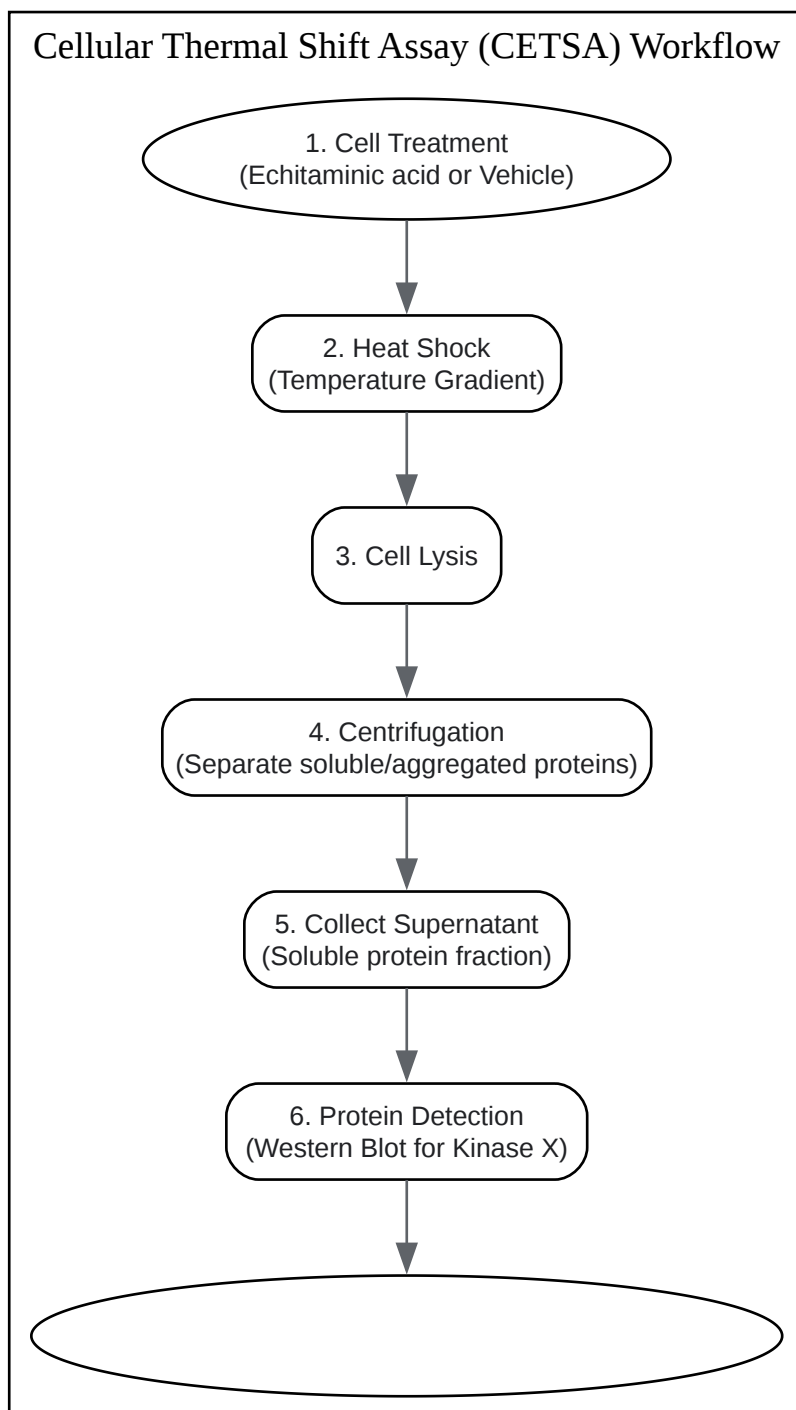 Cellular Thermal Shift Assay (CETSA) Workflow
1. Cell Treatment
(Echitaminic acid or Vehicle)
2. Heat Shock
(Temperature Gradient)
3. Cell Lysis
4. Centrifugation
(Separate soluble/aggregated proteins)
5. Collect Supernatant
(Soluble protein fraction)
6. Protein Detection
(Western Blot for Kinase X)